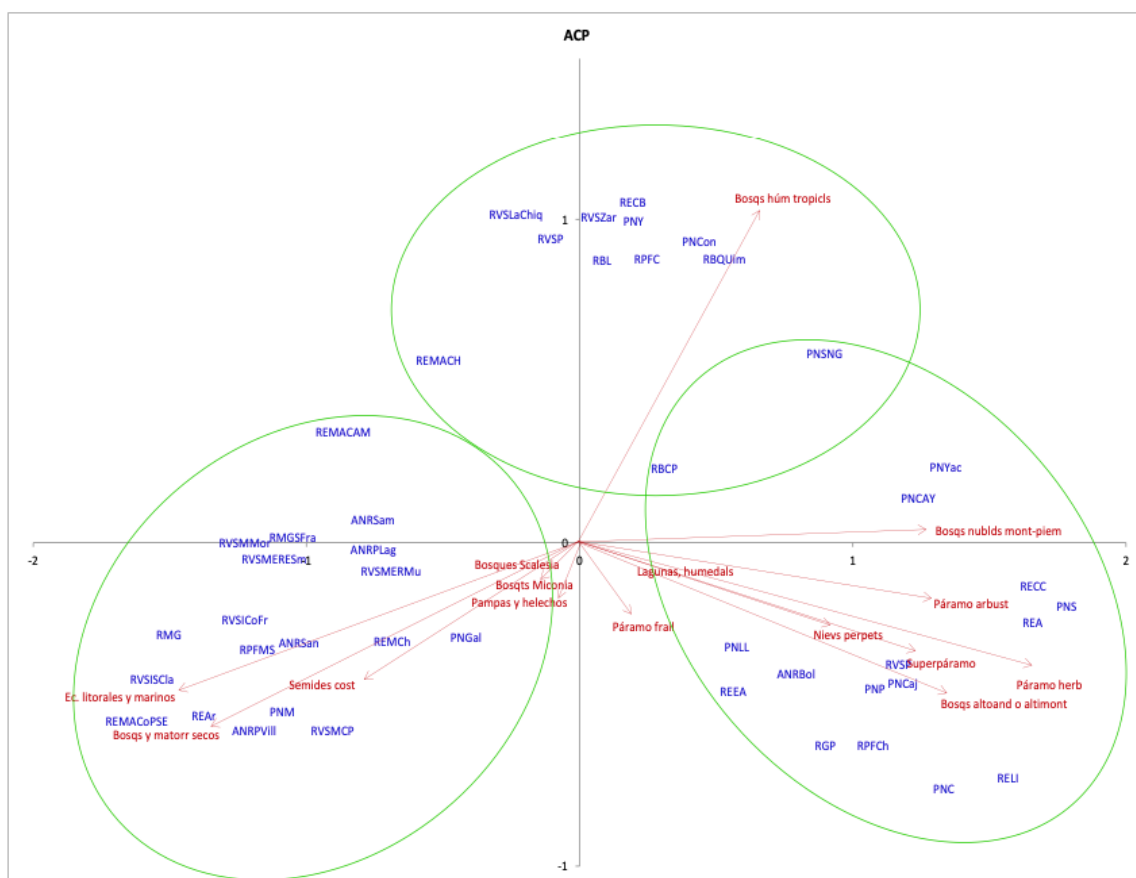 ACP
RECB
Bosqs húm tropicls
RVSLaChiq
RVSZar
1
PNY
RVSP
PNCon
RBL
RPFC
RBQUim
PNSNG
REMACH
REMACAM
RBCP
PNYac
PNCAY
ANRSam
Bosqs nublds mont-piem
RVSMMor
RMGSFra
ANRPLag
-2
-1
0
1
2
RVSMERESm
Bosques Scalesia
Lagunas, humedals
RVSMERMu
Bosqts Miconia
RECC
Pampas y helechos
Páramo arbust
PNS
RVSICoFr
Páramo frail
REA
RMG
Nievs perpets
RPFMS
ANRSan
REMCh
PNGal
PNLL
RVSP
Superpáramo
RVSISCla
Semides cost
ANRBol
PNP
PNCaj
Páramo herb
Ec. litorales y marinos
REEA
Bosqs altoand o altimont
REMACoPSE
REAr
PNM
Bosqs y matorr secos
ANRPVill
RVSMCP
RGP
RPFCh
PNC
RELI
-1